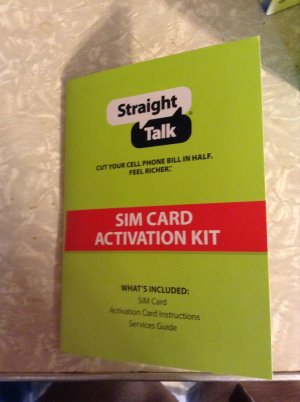 Straight
Talk®
CUT YOUR CELL PHONE BILL IN HALF.
FEEL RICHER.™
SIM CARD
ACTIVATION KIT
WHAT'S INCLUDED:
SIM Card
Activation Card Instructions
Services Guide